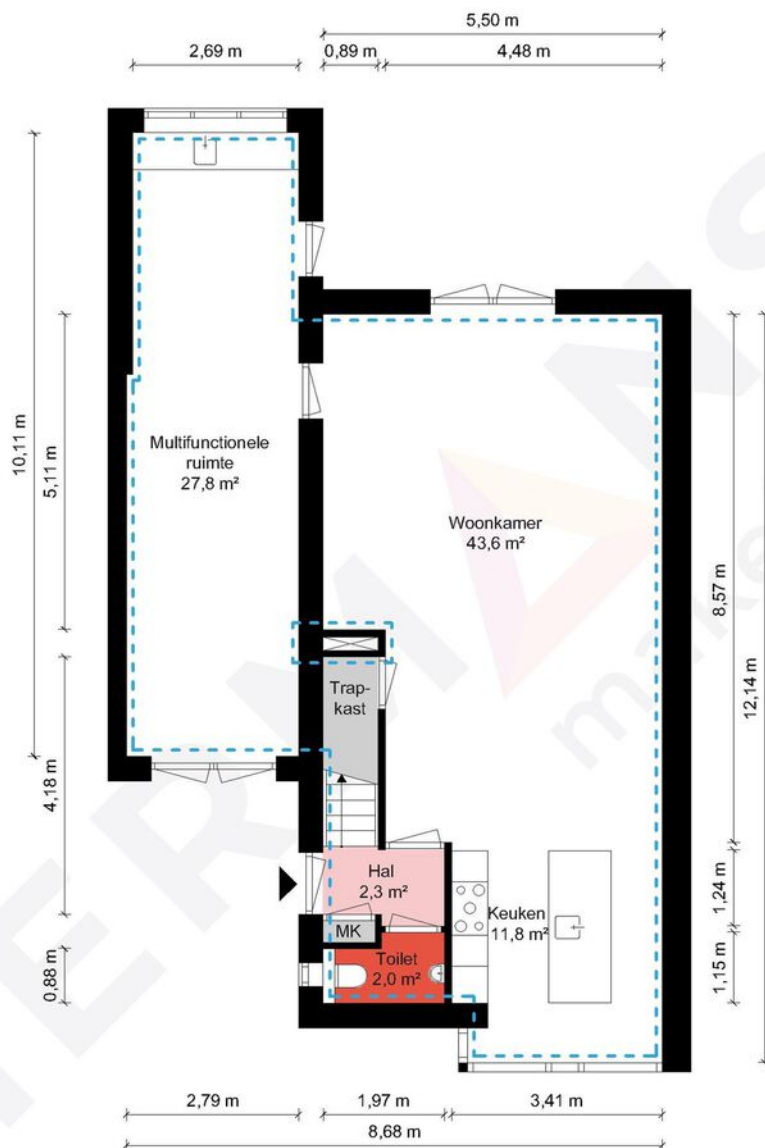 5,50 m
2,69 m
0,89 m
4,48 m
10,11 m
5,11 m
4,18 m
0,88 m
Multifunctionele
ruimte
27,8 m²
Woonkamer
43,6 m²
8,57 m
12,14 m
1,24 m
1,15 m
Trap-
kast
Hal
2,3 m²
MK
Toilet
2,0 m²
Keuken
11,8 m²
2,79 m
1,97 m
3,41 m
8,68 m